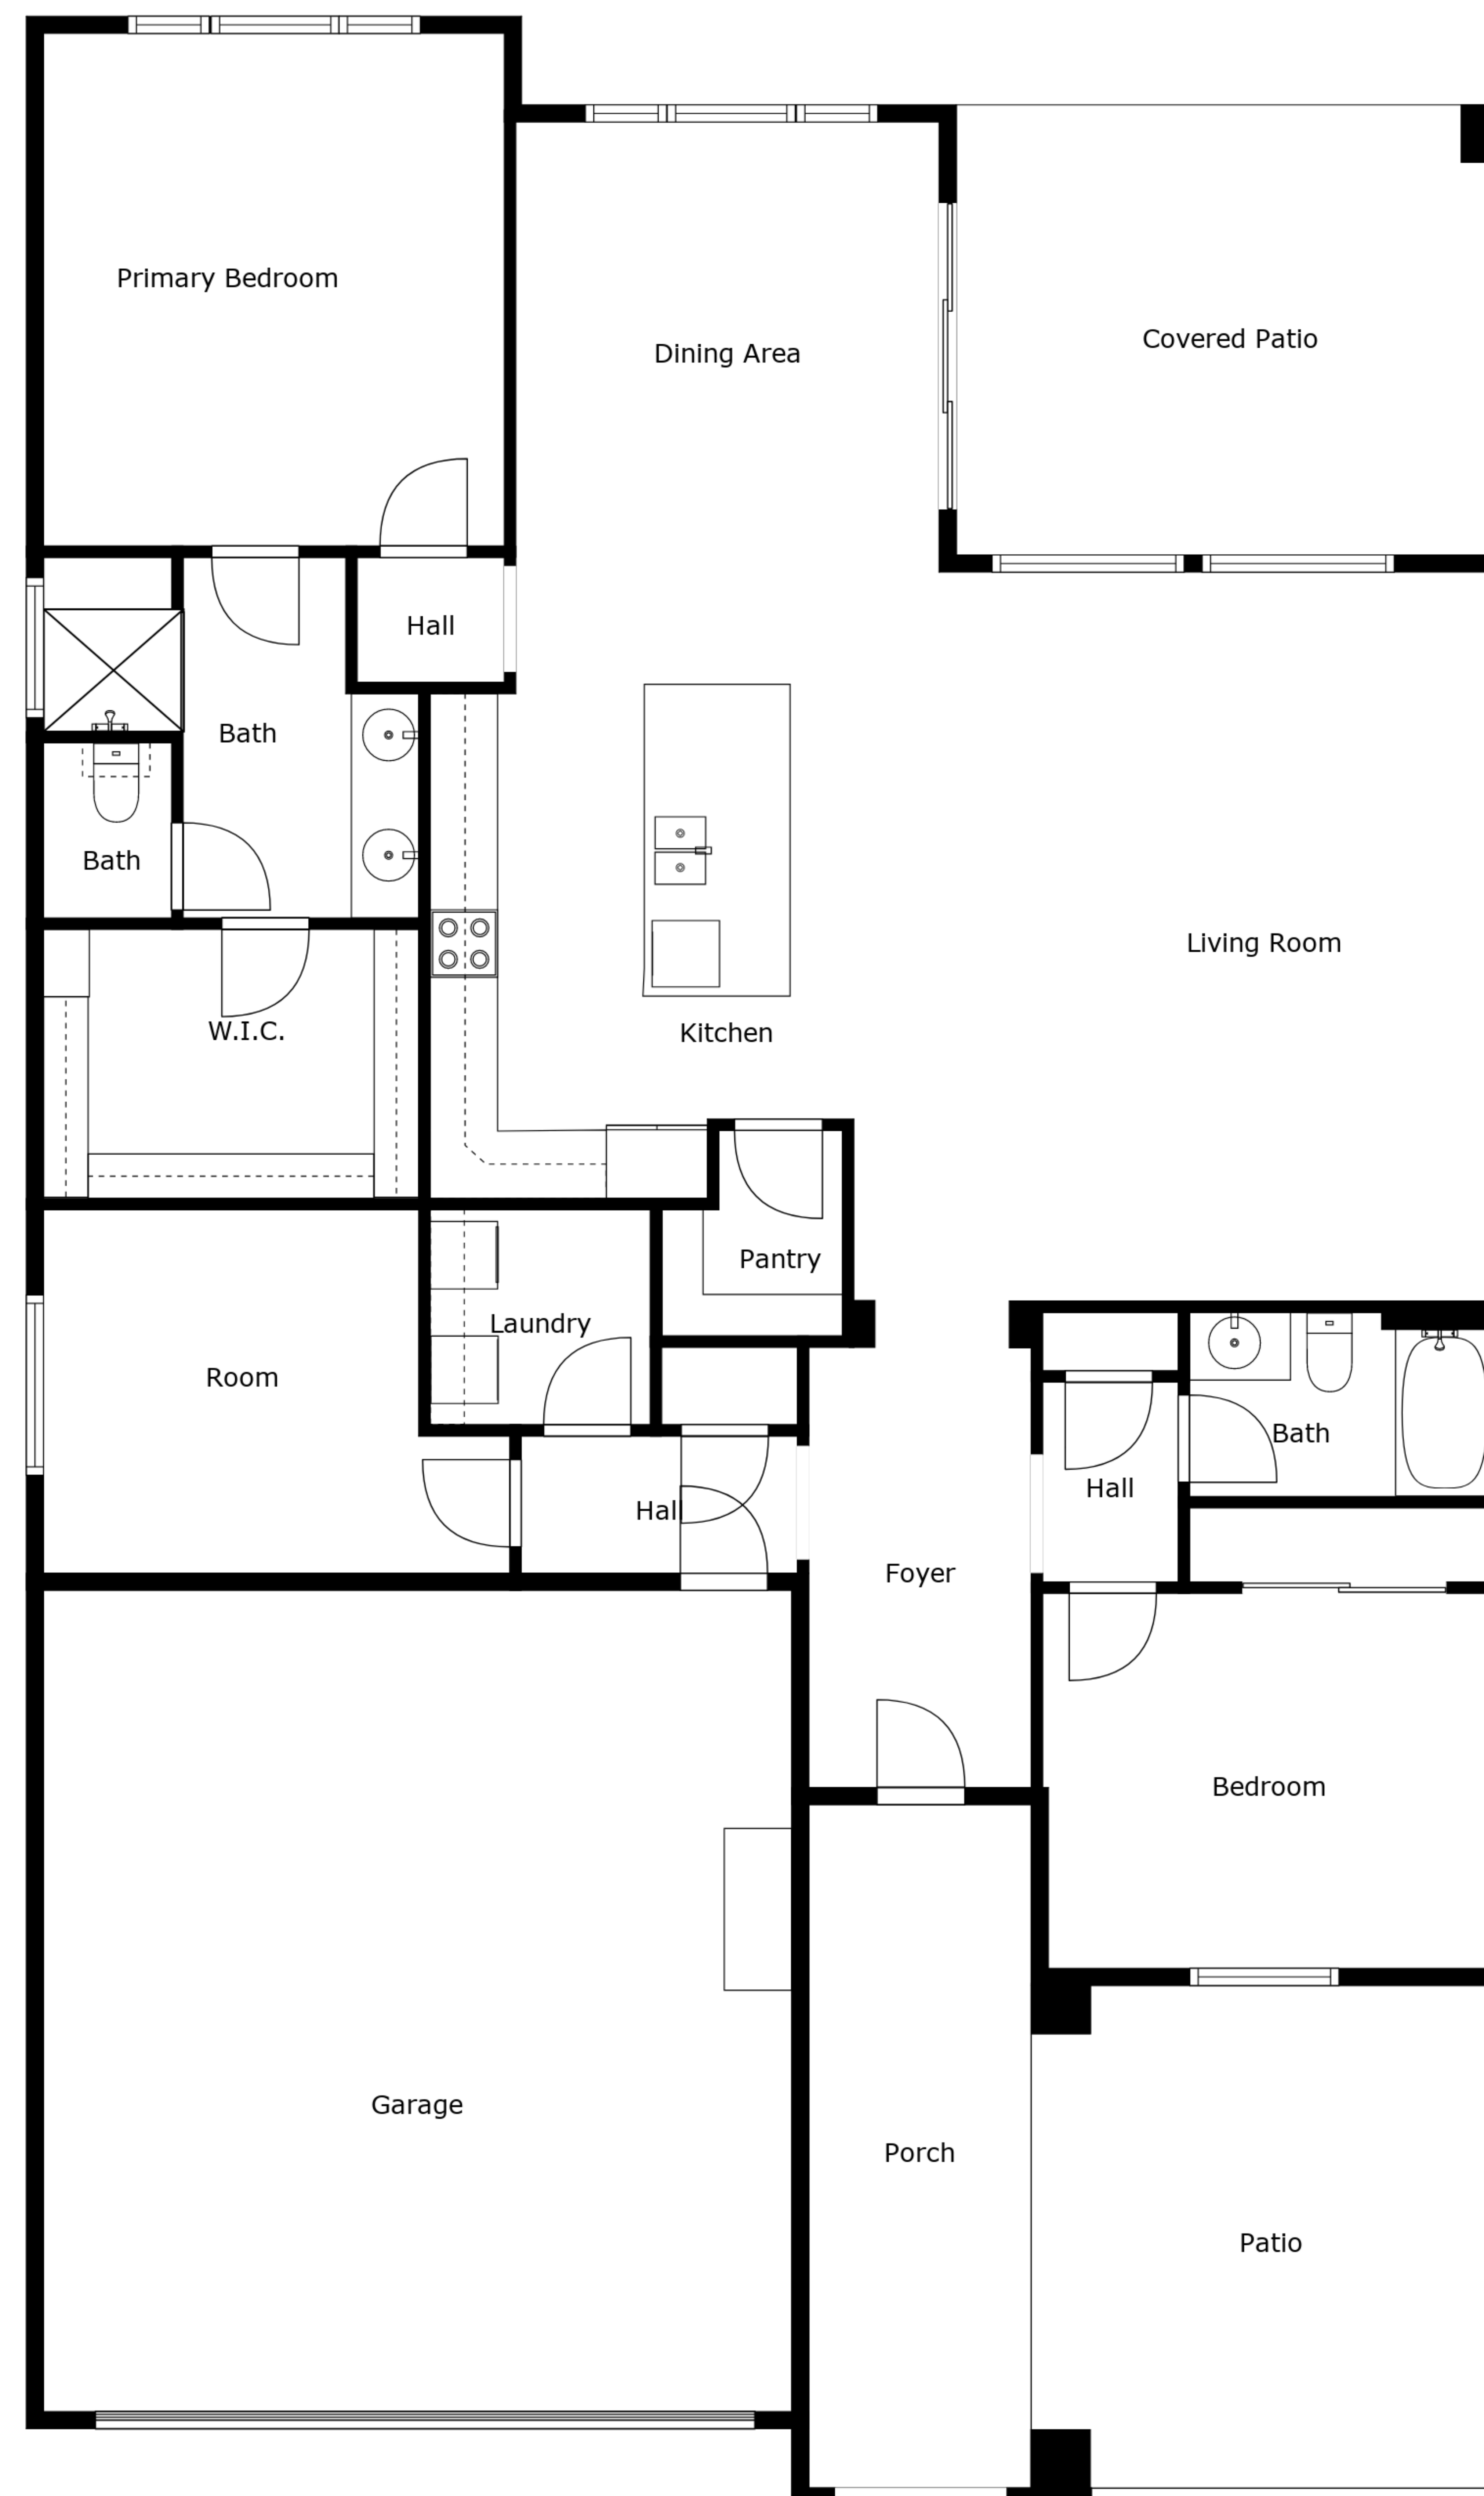 Primary Bedroom
Covered Patio
Dining Area
Hall
Bath
Bath
Living Room
W.I.C.
Kitchen
Pantry
Laundry
Room
Bath
Hall
Hall
Foyer
Bedroom
Garage
Porch
Patio